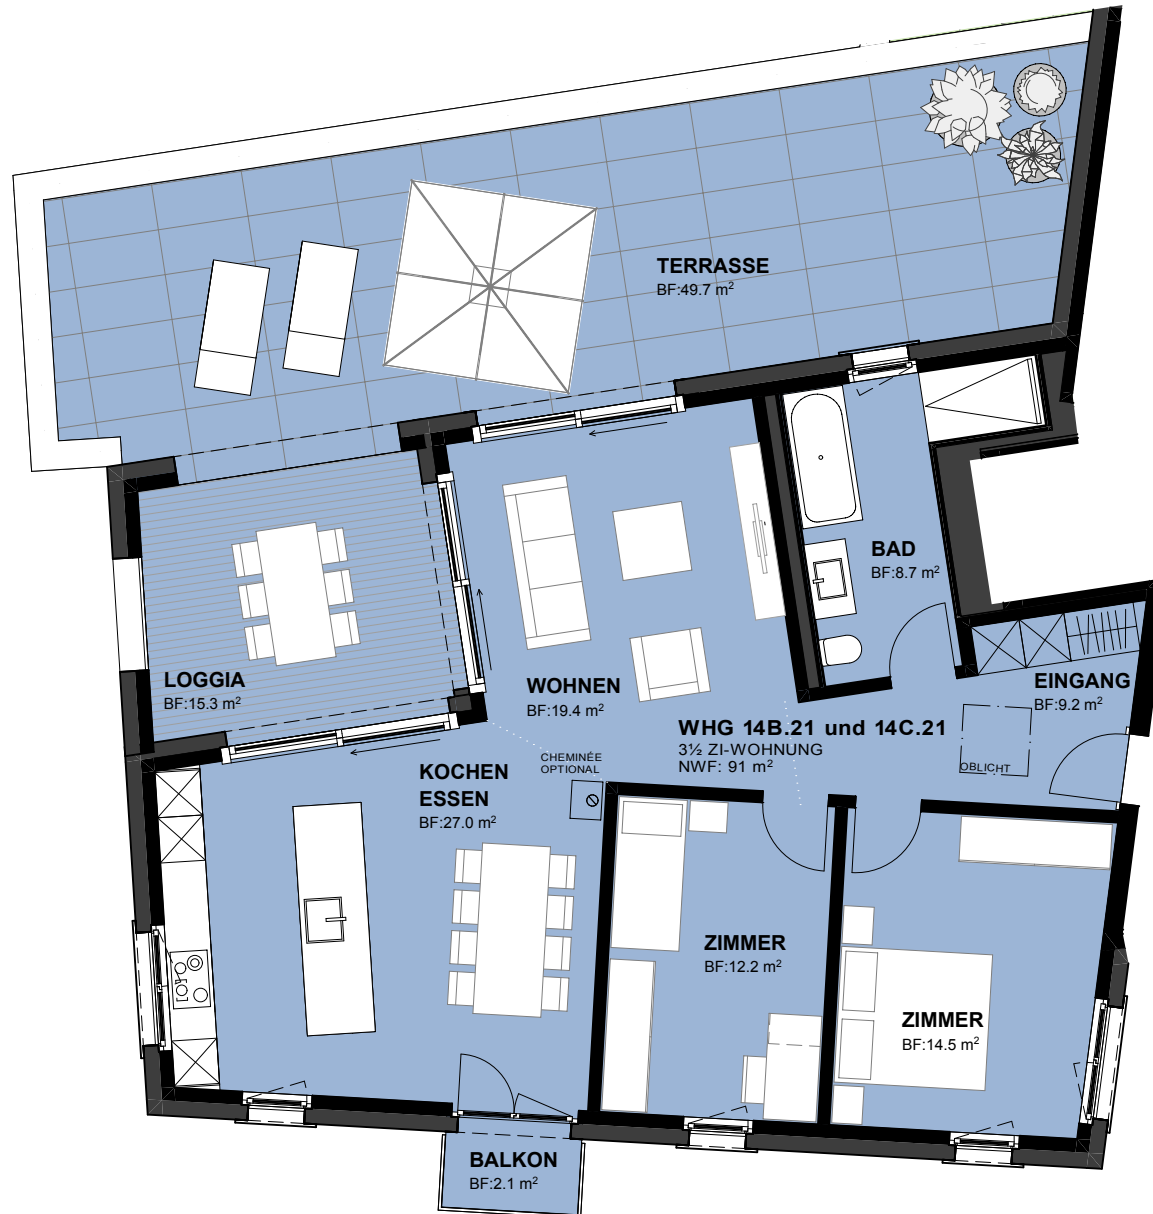 TERRASSE
BF:49.7 m²
BAD
BF:8.7 m²
LOGGIA
BF:15.3 m²
WOHNEN
BF:19.4 m²
EINGANG
BF:9.2 m²
WHG 14B.21 und 14C.21
3½ ZI-WOHNUNG
NWF: 91 m²
CHEMINÉE
OPTIONAL
OBLICHT
KOCHEN
ESSEN
BF:27.0 m²
ZIMMER
BF:12.2 m²
ZIMMER
BF:14.5 m²
BALKON
BF:2.1 m²